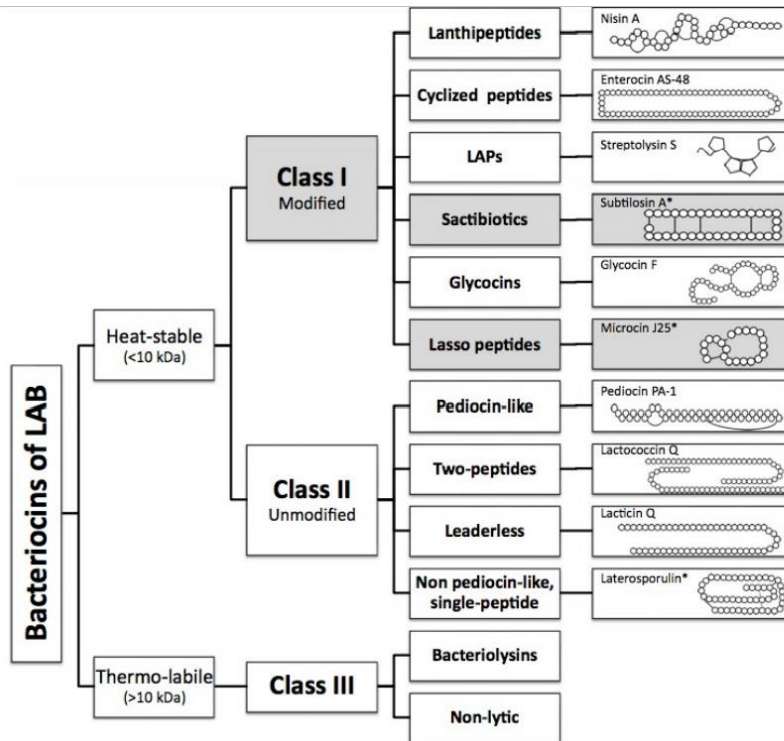 Bacteriocins of LAB
Heat-stable
(<10 kDa)
Class I
Modified
Lanthipeptides
Nisin A
Cyclized peptides
Enterocin AS-48
LAPs
Streptolysin S
Sactibiotics
Subtilosin A*
Glycocins
Glycocin F
Lasso peptides
Microcin J25*
Class II
Unmodified
Pediocin-like
Pediocin PA-1
Two-peptides
Lactococcin Q
Leaderless
Lacticin Q
Non pediocin-like,
single-peptide
Laterosporulin*
Thermo-labile
(>10 kDa)
Class III
Bacteriolysins
Non-lytic